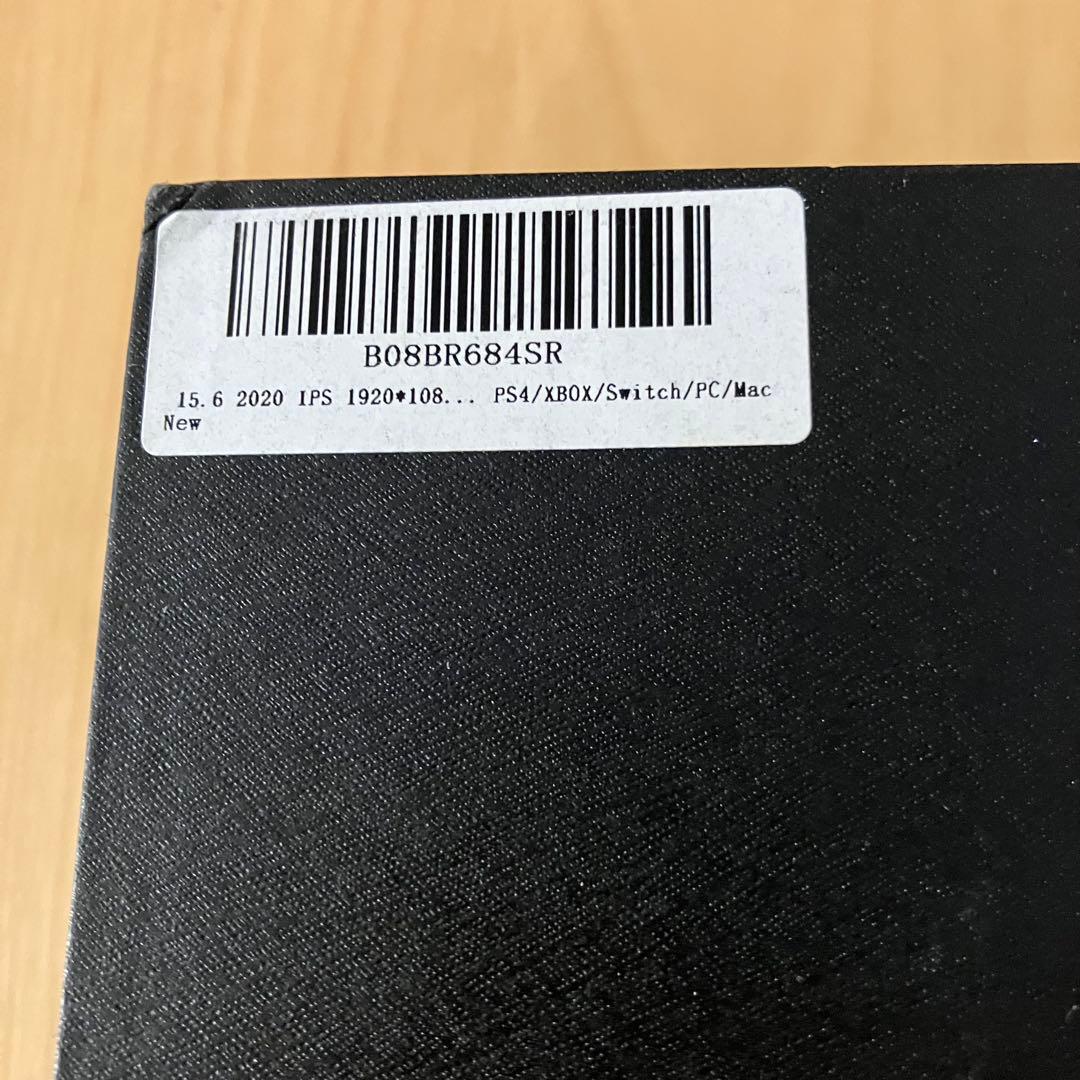 B08BR684SR
15.6 2020 IPS 1920*108... PS4/XBOX/Switch/PC/Mac
New